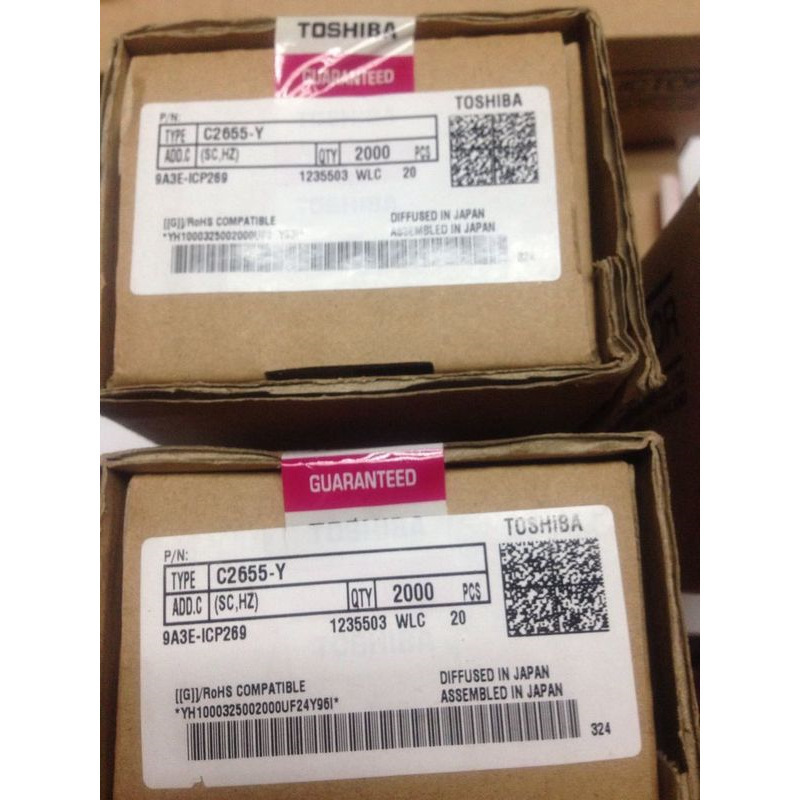 TOSHIBA
GUARANTEED
TOSHIBA
P/N:
TYPE C2655-Y
ADD.C (SC,HZ) QTY 2000 PCS
9A3E-ICP269 1235503 WLC 20
[[G]]/RoHS COMPATIBLE DIFFUSED IN JAPAN
ASSEMBLED IN JAPAN
324
GUARANTEED
TOSHIBA
P/N:
TYPE C2655-Y
ADD.C (SC,HZ) QTY 2000 PCS
9A3E-ICP269 1235503 WLC 20
[[G]]/RoHS COMPATIBLE DIFFUSED IN JAPAN
*YH1000325002000UF24Y96I* ASSEMBLED IN JAPAN
324